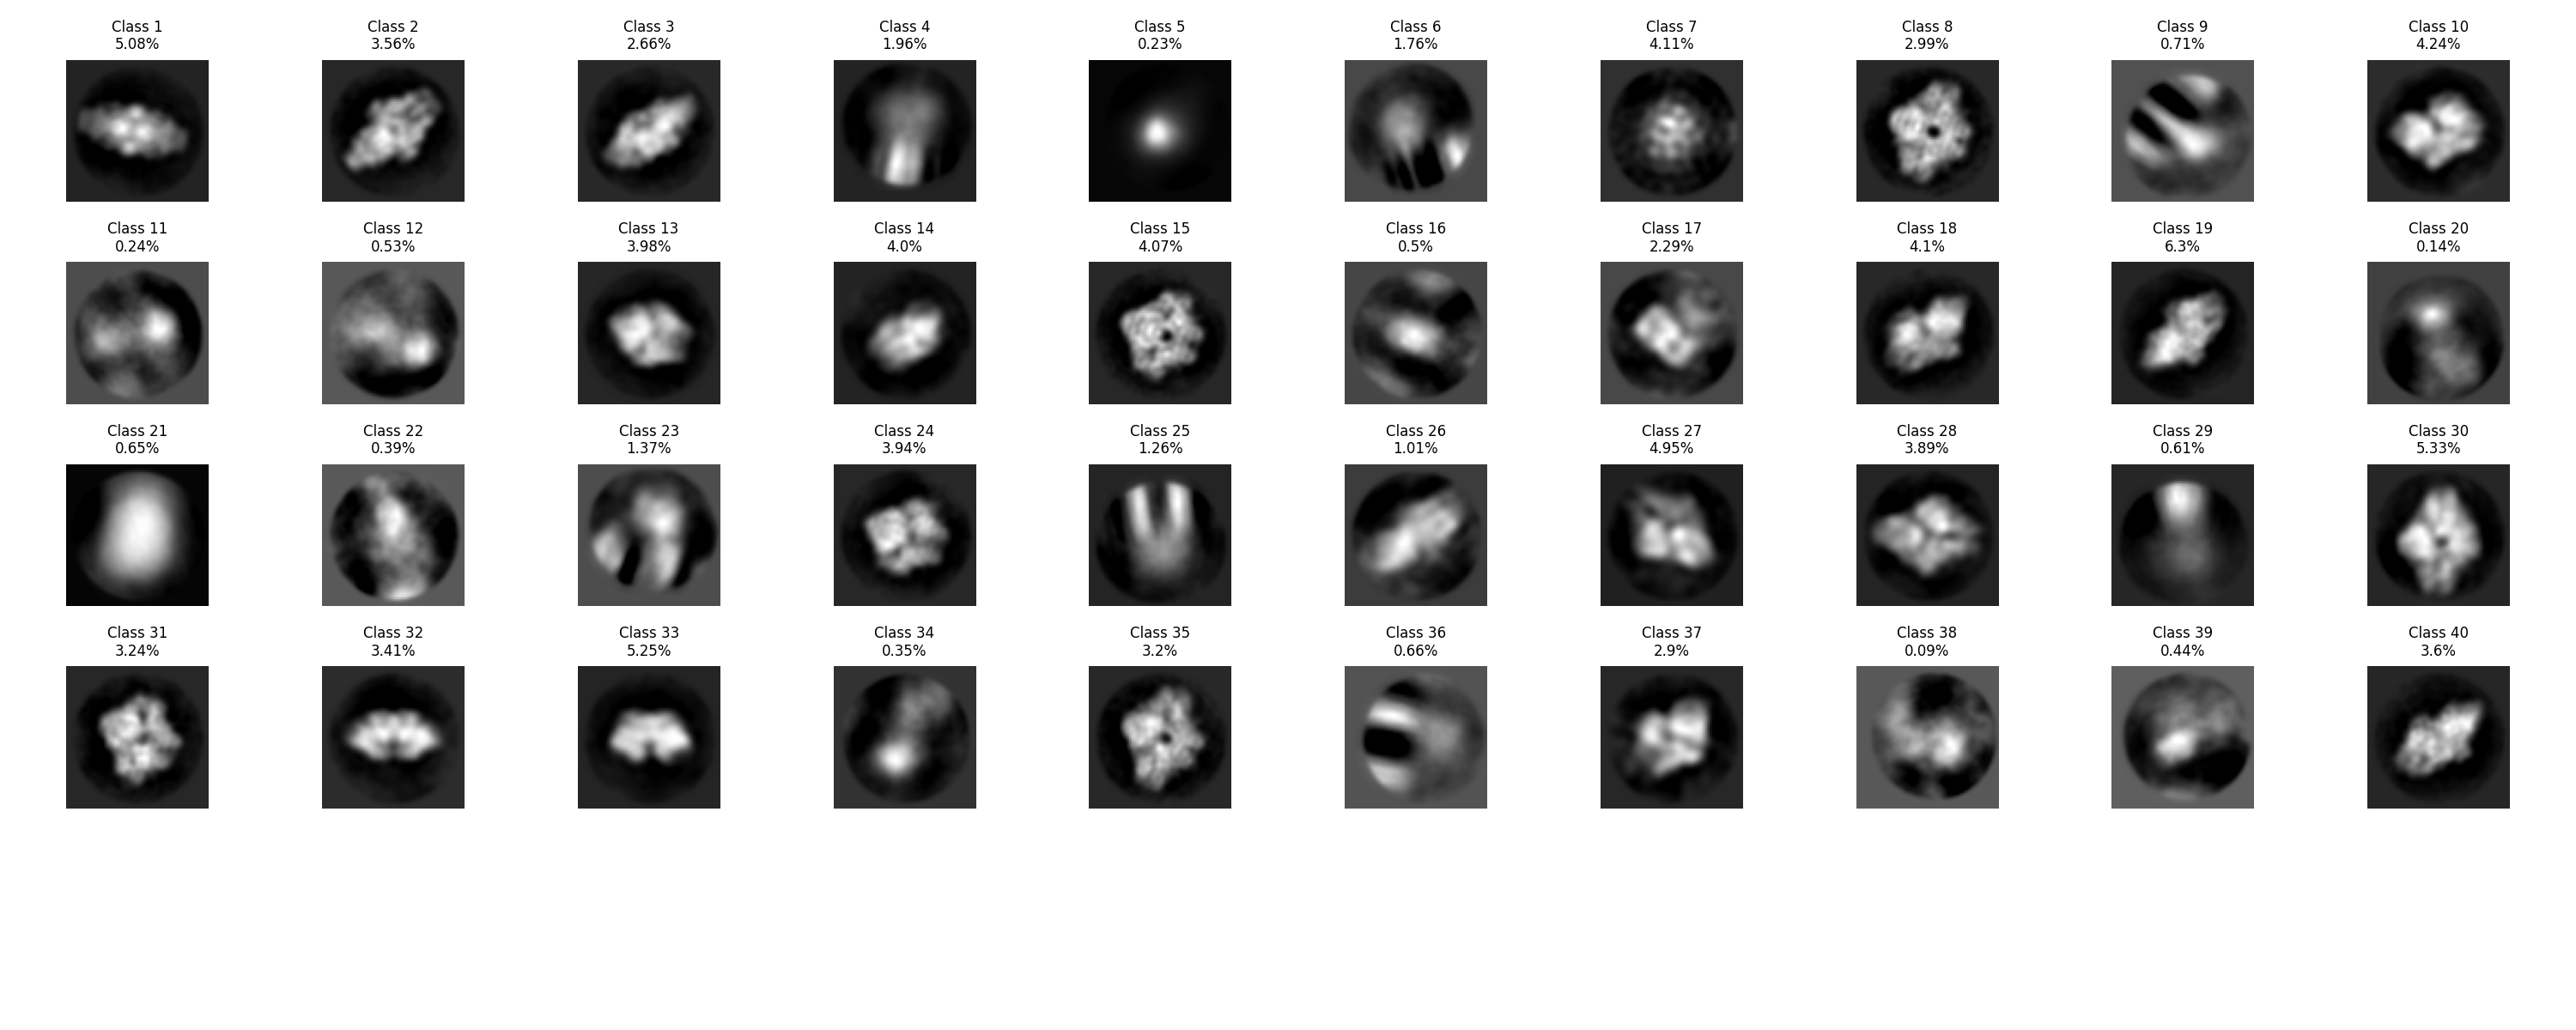 Class 1
5.08%
Class 2
3.56%
Class 3
2.66%
Class 4
1.96%
Class 5
0.23%
Class 6
1.76%
Class 7
4.11%
Class 8
2.99%
Class 9
0.71%
Class 10
4.24%
Class 11
0.24%
Class 12
0.53%
Class 13
3.98%
Class 14
4.0%
Class 15
4.07%
Class 16
0.5%
Class 17
2.29%
Class 18
4.1%
Class 19
6.3%
Class 20
0.14%
Class 21
0.65%
Class 22
0.39%
Class 23
1.37%
Class 24
3.94%
Class 25
1.26%
Class 26
1.01%
Class 27
4.95%
Class 28
3.89%
Class 29
0.61%
Class 30
5.33%
Class 31
3.24%
Class 32
3.41%
Class 33
5.25%
Class 34
0.35%
Class 35
3.2%
Class 36
0.66%
Class 37
2.9%
Class 38
0.09%
Class 39
0.44%
Class 40
3.6%